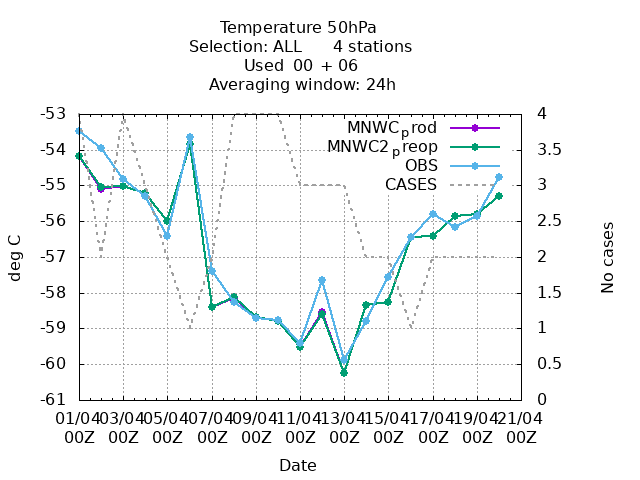 Temperature 50hPa
Selection: ALL 4 stations
Used 00 + 06
Averaging window: 24h
-53 4
MNWCprod
MNWC2preop
OBS
CASES
-54 3.5
-55 3
-56 2.5
-57 2
-58 1.5
-59 1
-60 0.5
-61 0
deg C
No cases
01/04 03/04 05/04 07/04 09/04 11/04 13/04 15/04 17/04 19/04 21/04
00Z 00Z 00Z 00Z 00Z 00Z 00Z 00Z 00Z 00Z 00Z
Date